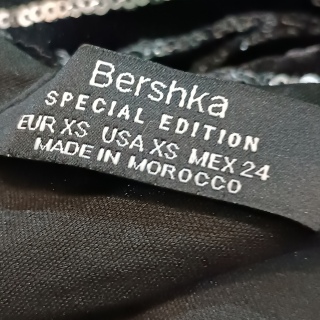 Bershka
SPECIAL EDITION
EUR XS USA XS MEX 24
MADE IN MOROCCO